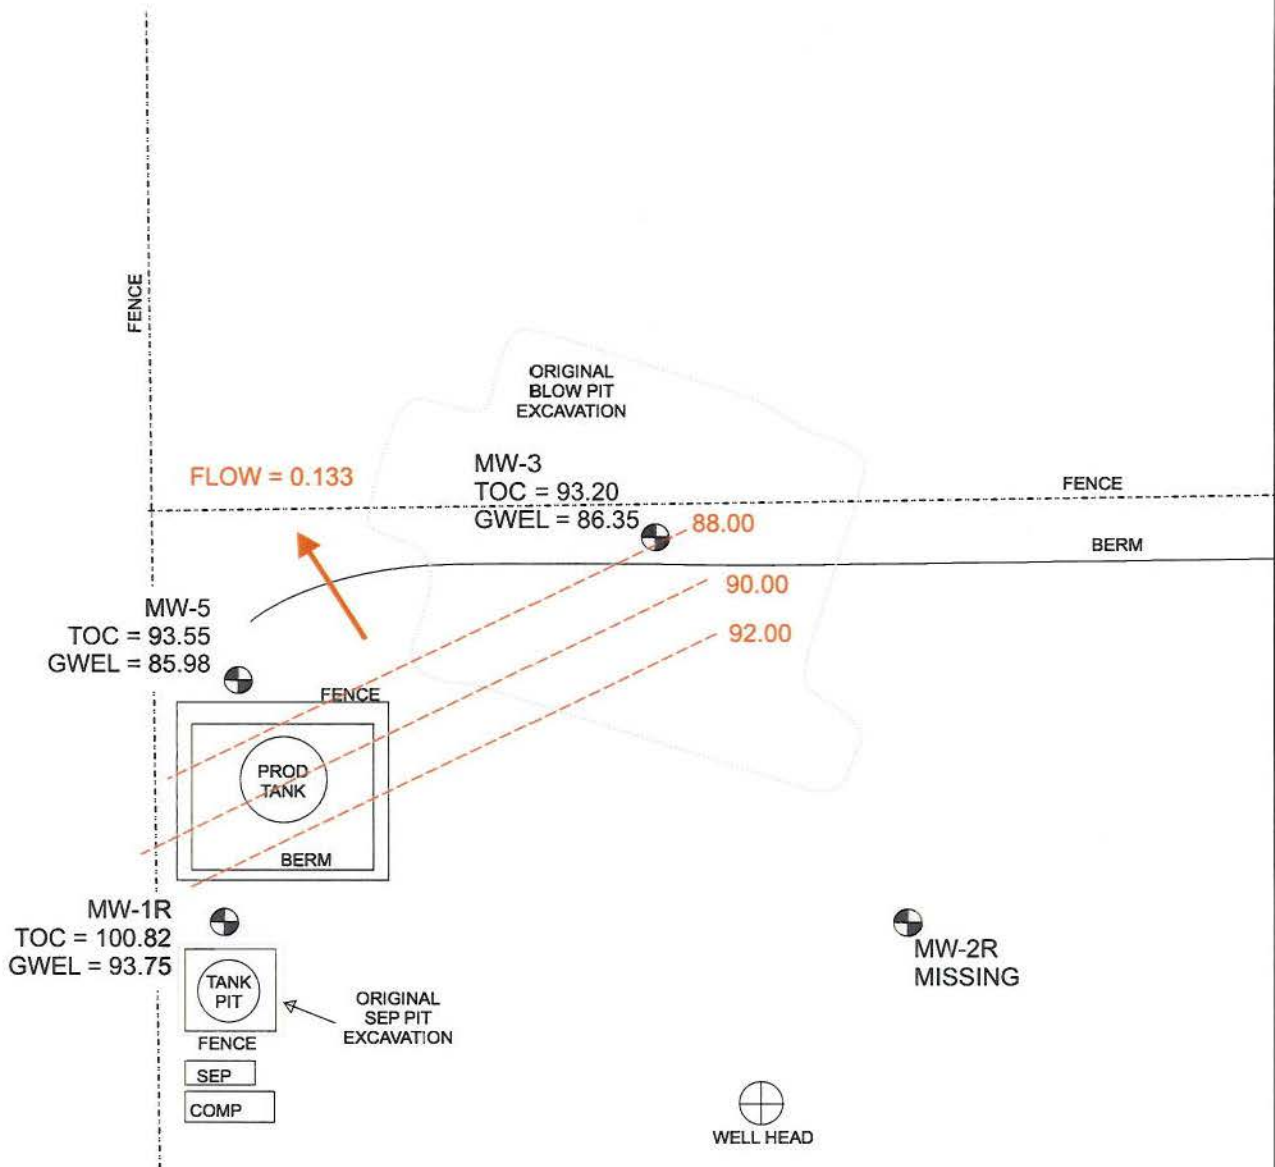 FENCE
ORIGINAL
BLOW PIT
EXCAVATION
FLOW = 0.133
MW-3
TOC = 93.20
GWEL = 86.35
FENCE
88.00
BERM
90.00
92.00
MW-5
TOC = 93.55
GWEL = 85.98
FENCE
PROD
TANK
BERM
MW-1R
TOC = 100.82
GWEL = 93.75
MW-2R
MISSING
TANK
PIT
ORIGINAL
SEP PIT
EXCAVATION
FENCE
SEP
COMP
WELL HEAD